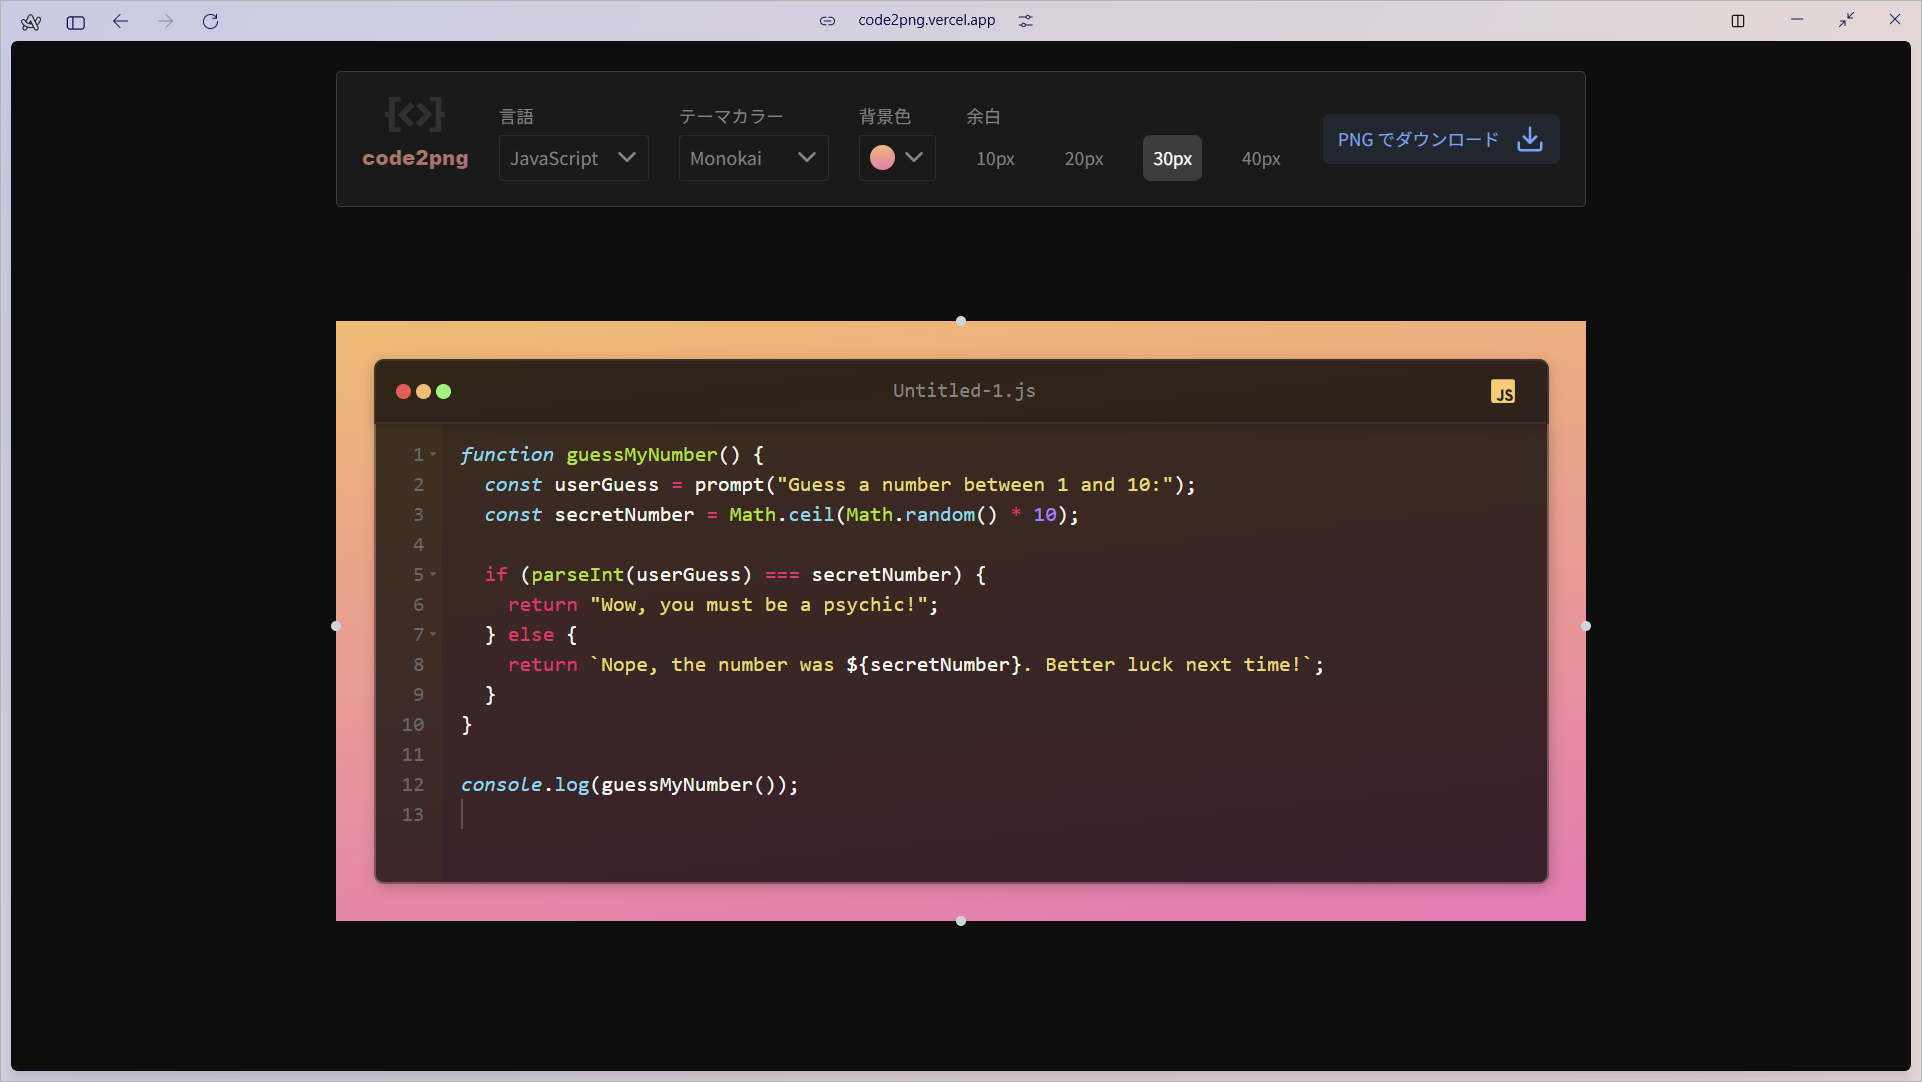 code2png.vercel.app
{<>}
code2png
言語
JavaScript
テーマカラー
Monokai
背景色
余白
10px
20px
30px
40px
PNG でダウンロード
Untitled-1.js
JS
1 function guessMyNumber() {
2   const userGuess = prompt("Guess a number between 1 and 10:");
3   const secretNumber = Math.ceil(Math.random() * 10);
4
5   if (parseInt(userGuess) === secretNumber) {
6     return "Wow, you must be a psychic!";
7   } else {
8     return `Nope, the number was ${secretNumber}. Better luck next time!`;
9   }
10 }
11
12 console.log(guessMyNumber());
13